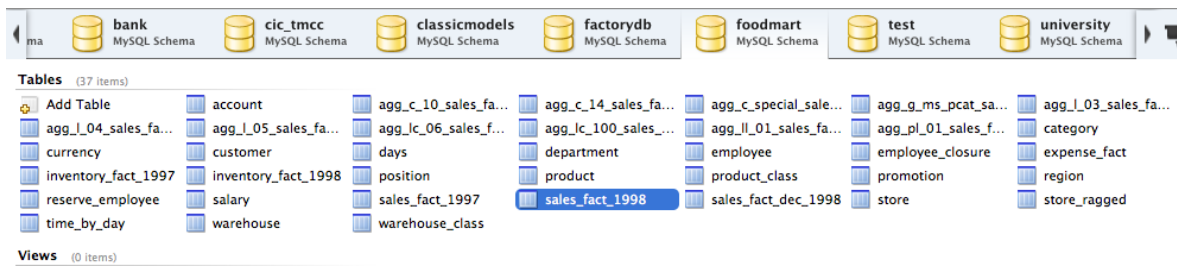 bank cic_tmcc classicmodels factorydb foodmart test university
ma MySQL Schema MySQL Schema MySQL Schema MySQL Schema MySQL Schema MySQL Schema MySQL Schema
Tables (37 items)
Add Table account agg_c_10_sales_fa... agg_c_14_sales_fa... agg_c_special_sale... agg_g_ms_pcat_sa... agg_l_03_sales_fa...
agg_l_04_sales_fa... agg_l_05_sales_fa... agg_lc_06_sales_f... agg_lc_100_sales_... agg_ll_01_sales_fa... agg_pl_01_sales_f... category
currency customer days department employee employee_closure expense_fact
inventory_fact_1997 inventory_fact_1998 position product product_class promotion region
reserve_employee salary sales_fact_1997 sales_fact_1998 sales_fact_dec_1998 store store_ragged
time_by_day warehouse warehouse_class
Views (0 items)